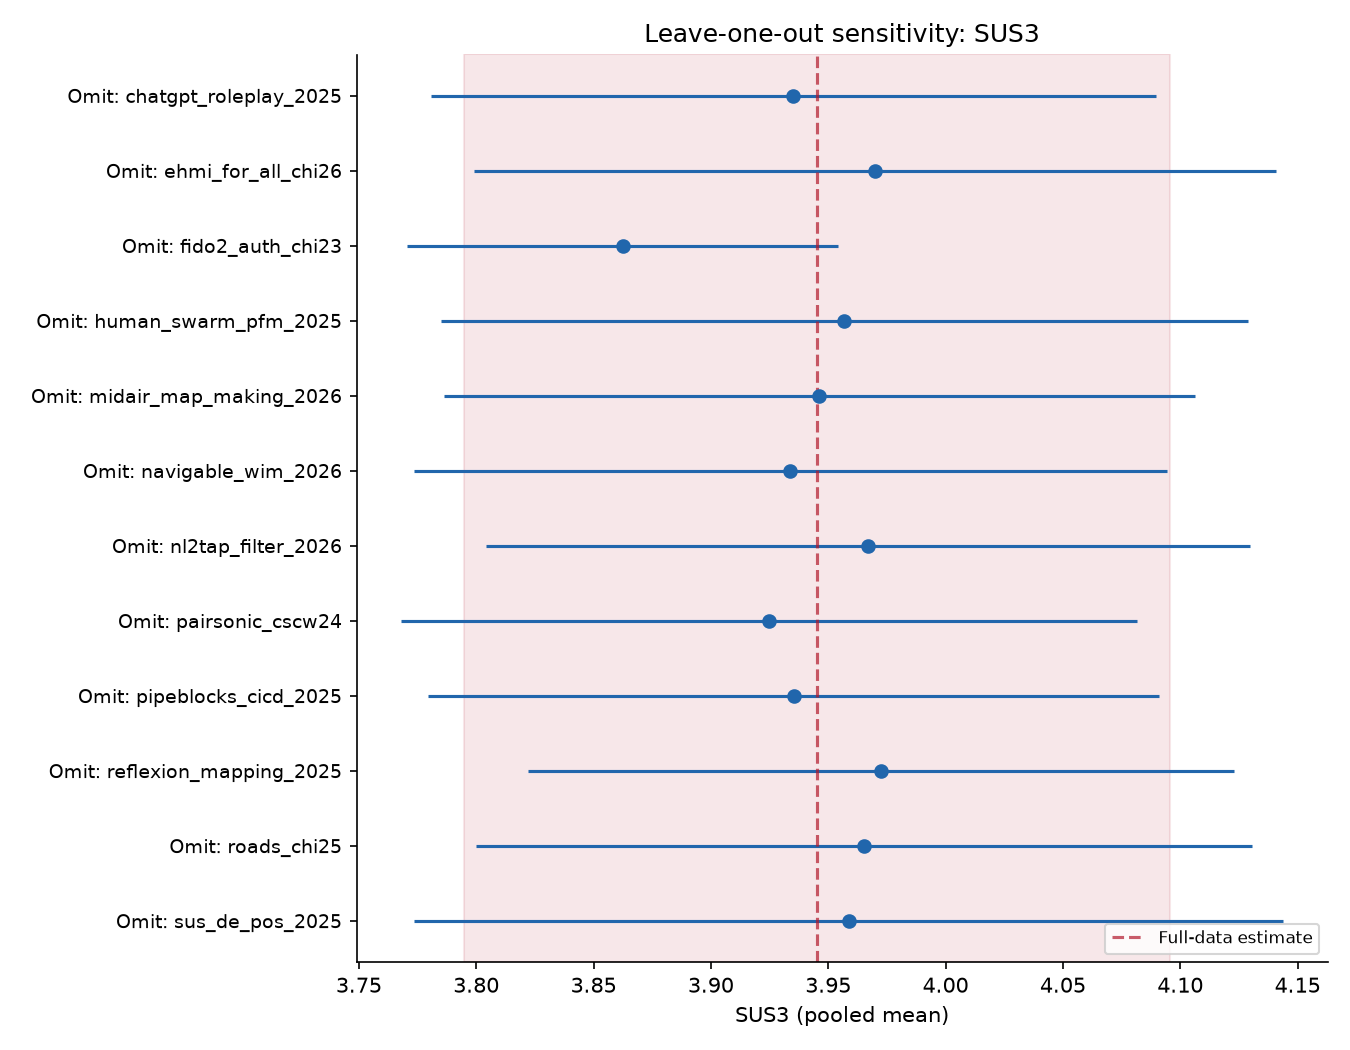 Leave-one-out sensitivity: SUS3
Omit: chatgpt_roleplay_2025
Omit: ehmi_for_all_chi26
Omit: fido2_auth_chi23
Omit: human_swarm_pfm_2025
Omit: midair_map_making_2026
Omit: navigable_wim_2026
Omit: nl2tap_filter_2026
Omit: pairsonic_cscw24
Omit: pipeblocks_cicd_2025
Omit: reflexion_mapping_2025
Omit: roads_chi25
Omit: sus_de_pos_2025
Full-data estimate
3.75 3.80 3.85 3.90 3.95 4.00 4.05 4.10 4.15
SUS3 (pooled mean)